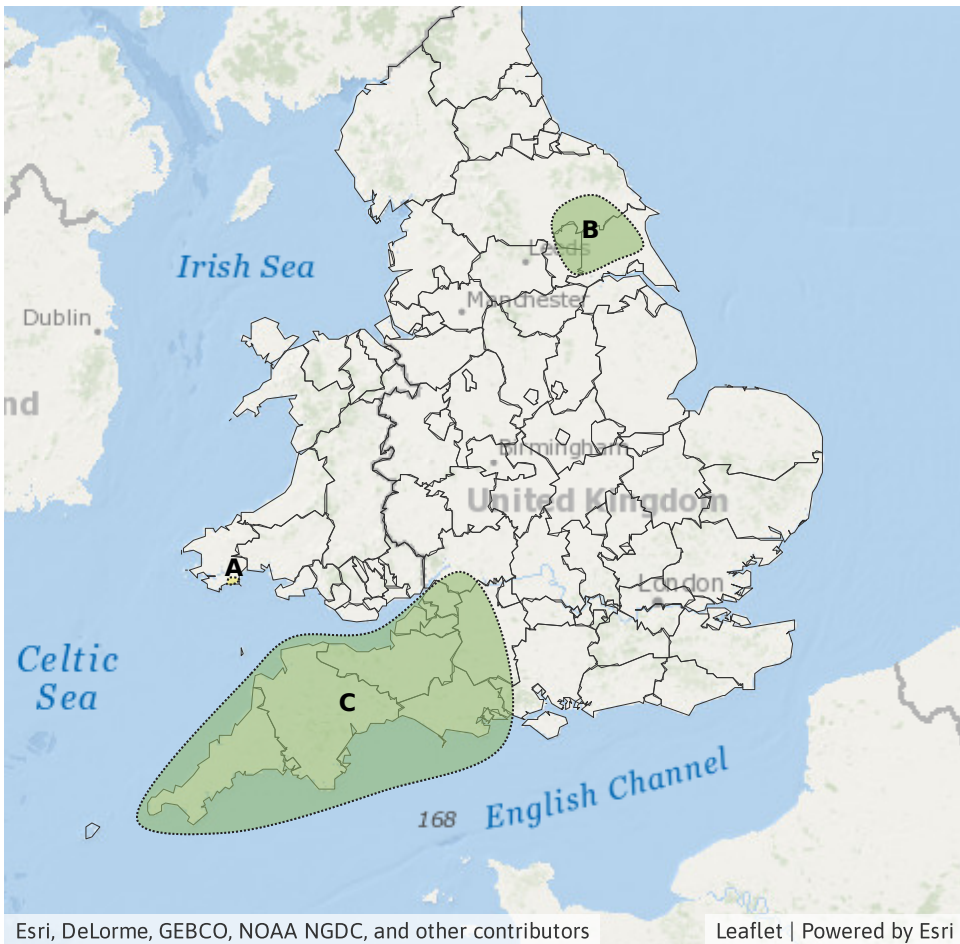 B
Leeds
Irish Sea
Manchester
Dublin
nd
Birmingham
United Kingdom
A
London
Celtic
Sea
C
English Channel
168
Esri, DeLorme, GEBCO, NOAA NGDC, and other contributors
Leaflet | Powered by Esri